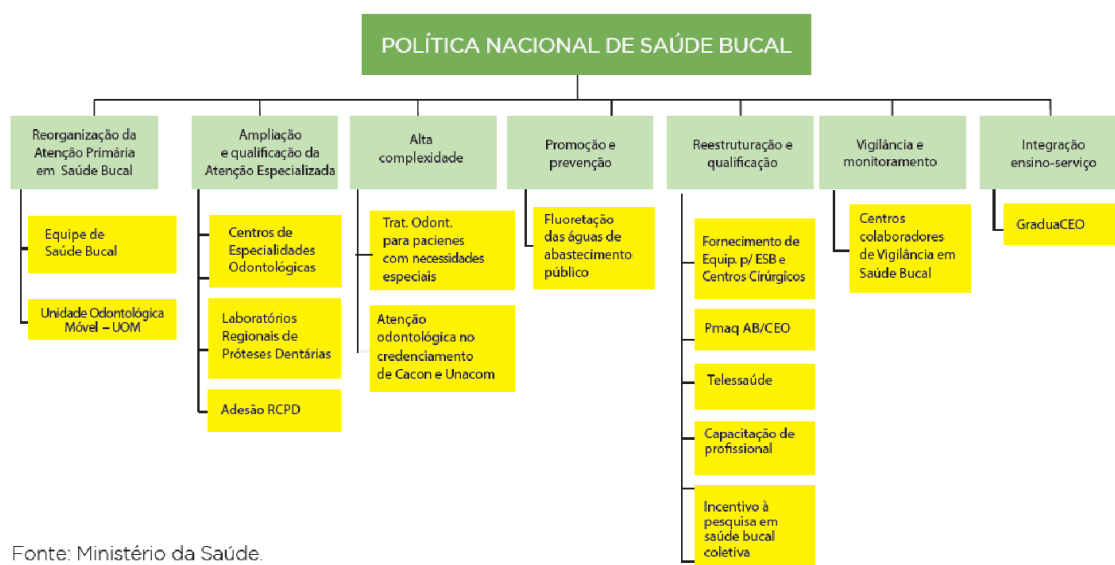 POLÍTICA NACIONAL DE SAÚDE BUCAL
Reorganização da
Atenção Primária
em Saúde Bucal
Equipe de
Saúde Bucal
Unidade Odontológica
Móvel – UOM
Ampliação
e qualificação da
Atenção Especializada
Centros de
Especialidades
Odontológicas
Laboratórios
Regionais de
Próteses Dentárias
Adesão RCPD
Alta
complexidade
Trat. Odont.
para pacienes
com necessidades
especiais
Atenção
odontológica no
credenciamento
de Cacon e Unacom
Promoção e
prevenção
Fluoretação
das águas de
abastecimento
público
Reestruturação e
qualificação
Fornecimento de
Equip. p/ ESB e
Centros Cirúrgicos
Pmaq AB/CEO
Telessaúde
Capacitação de
profissional
Incentivo à
pesquisa em
saúde bucal
coletiva
Vigilância e
monitoramento
Centros
colaboradores
de Vigilância em
Saúde Bucal
Integração
ensino-serviço
GraduaCEO
Fonte: Ministério da Saúde.